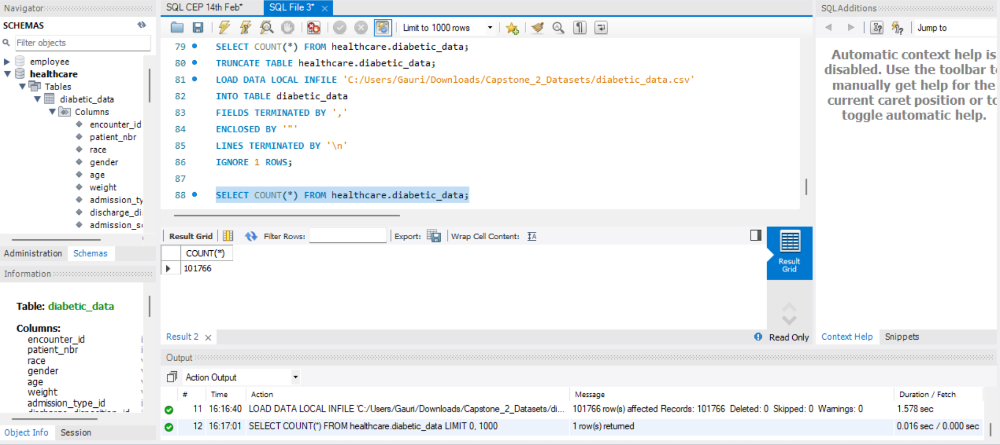 Navigator
SCHEMAS
Filter objects
employee
healthcare
Tables
diabetic_data
Columns
encounter_id
patient_nbr
race
gender
age
weight
admission_ty
discharge_di
admission_s
Administration Schemas
Information
Table: diabetic_data
Columns:
encounter_id
patient_nbr
race
gender
age
weight
admission_type_id
discharge_disposition_id
Object Info Session
SQL CEP 14th Feb* SQL File 3*
Limit to 1000 rows
79 SELECT COUNT(*) FROM healthcare.diabetic_data;
80 TRUNCATE TABLE healthcare.diabetic_data;
81 LOAD DATA LOCAL INFILE 'C:/Users/Gauri/Downloads/Capstone_2_Datasets/diabetic_data.csv'
82 INTO TABLE diabetic_data
83 FIELDS TERMINATED BY ','
84 ENCLOSED BY '"'
85 LINES TERMINATED BY '\n'
86 IGNORE 1 ROWS;
87
88 SELECT COUNT(*) FROM healthcare.diabetic_data;
Result Grid Filter Rows: Export: Wrap Cell Content:
COUNT(*)
101766
Result
Grid
Result 2 Read Only
SQLAdditions
Jump to
Automatic context help is
disabled. Use the toolbar t
manually get help for the
current caret position or to
toggle automatic help.
Context Help Snippets
Output
Action Output
# Time Action Message Duration / Fetch
11 16:16:40 LOAD DATA LOCAL INFILE 'C:/Users/Gauri/Downloads/Capstone_2_Datasets/di... 101766 row(s) affected Records: 101766 Deleted: 0 Skipped: 0 Warnings: 0 1.578 sec
12 16:17:01 SELECT COUNT(*) FROM healthcare.diabetic_data LIMIT 0, 1000 1 row(s) returned 0.016 sec / 0.000 sec